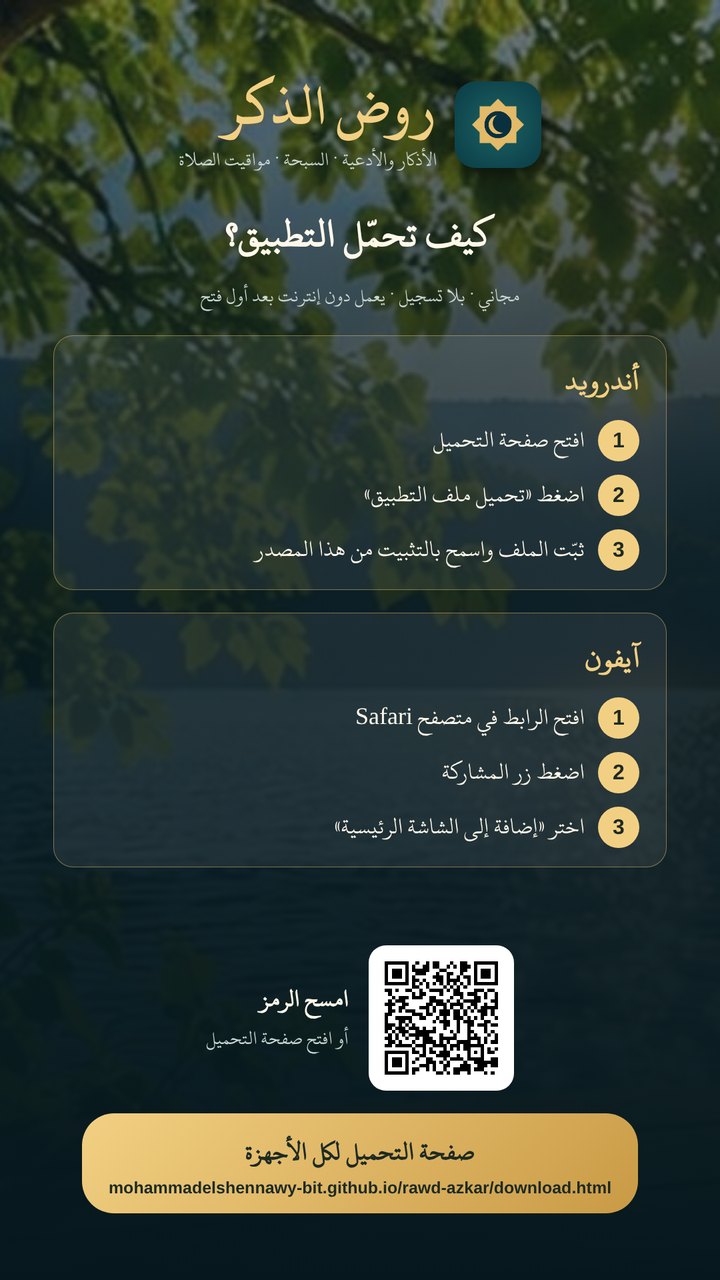 روض الذكر
الأذكار والأدعية · السبحة · مواقيت الصلاة
كيف تحمّل التطبيق؟
مجاني · بلا تسجيل · يعمل دون إنترنت بعد أول فتح
أندرويد
1 افتح صفحة التحميل
2 اضغط «تحميل ملف التطبيق»
3 ثبّت الملف واسمح بالتثبيت من هذا المصدر
آيفون
1 افتح الرابط في متصفح Safari
2 اضغط زر المشاركة
3 اختر «إضافة إلى الشاشة الرئيسية»
امسح الرمز
أو افتح صفحة التحميل
صفحة التحميل لكل الأجهزة
mohammadelshennawy-bit.github.io/rawd-azkar/download.html